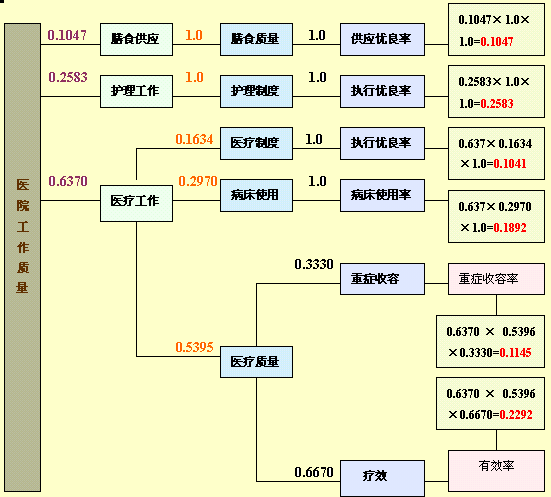 医院工作质量
0.1047 膳食供应 1.0 膳食质量 1.0 供应优良率 0.1047×1.0×
1.0=0.1047
0.2583 护理工作 1.0 护理制度 1.0 执行优良率 0.2583×1.0×
1.0=0.2583
0.1634 医疗制度 1.0 执行优良率 0.637×0.1634
×1.0=0.1041
0.6370 医疗工作 0.2970 病床使用 1.0 病床使用率 0.637×0.2970
×1.0=0.1892
0.3330 重症收容 重症收容率
0.6370 × 0.5396
×0.3330=0.1145
0.5395 医疗质量
0.6370 × 0.5396
×0.6670=0.2292
0.6670 疗效 有效率